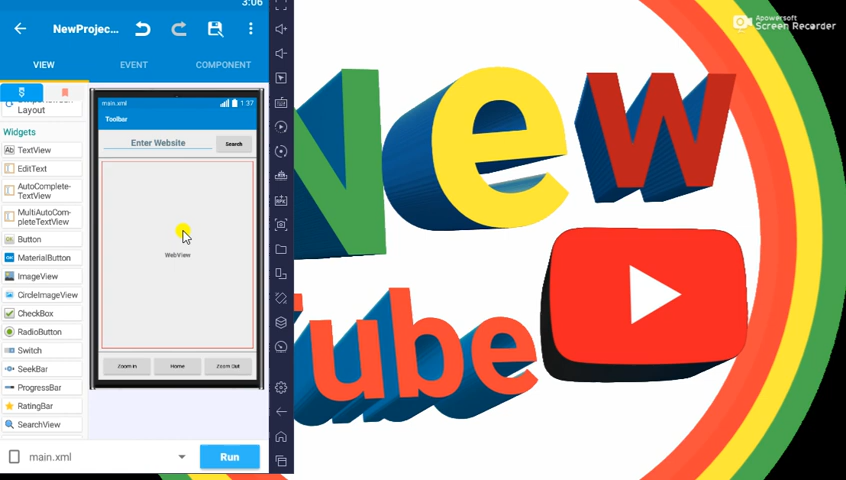 3:06
NewProjec...
VIEW
EVENT
COMPONENT
Layout
Widgets
Ab TextView
EditText
AutoComplete-
TextView
MultiAutoCom-
pleteTextView
Button
MaterialButton
ImageView
CircleImageView
CheckBox
RadioButton
Switch
SeekBar
ProgressBar
RatingBar
SearchView
main.xml
1:37
Toolbar
Enter Website
Search
WebView
Zoom In
Home
Zoom Out
main.xml
Run
New
Tube
Apowersoft
Screen Recorder